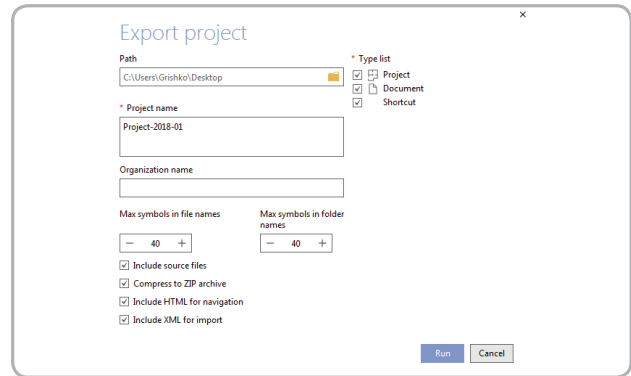 Export project
Path
C:\Users\Grishko\Desktop
* Type list
Project
Document
Shortcut
* Project name
Project-2018-01
Organization name
Max symbols in file names
Max symbols in folder
names
— 40 +
— 40 +
Include source files
Compress to ZIP archive
Include HTML for navigation
Include XML for import
Run
Cancel